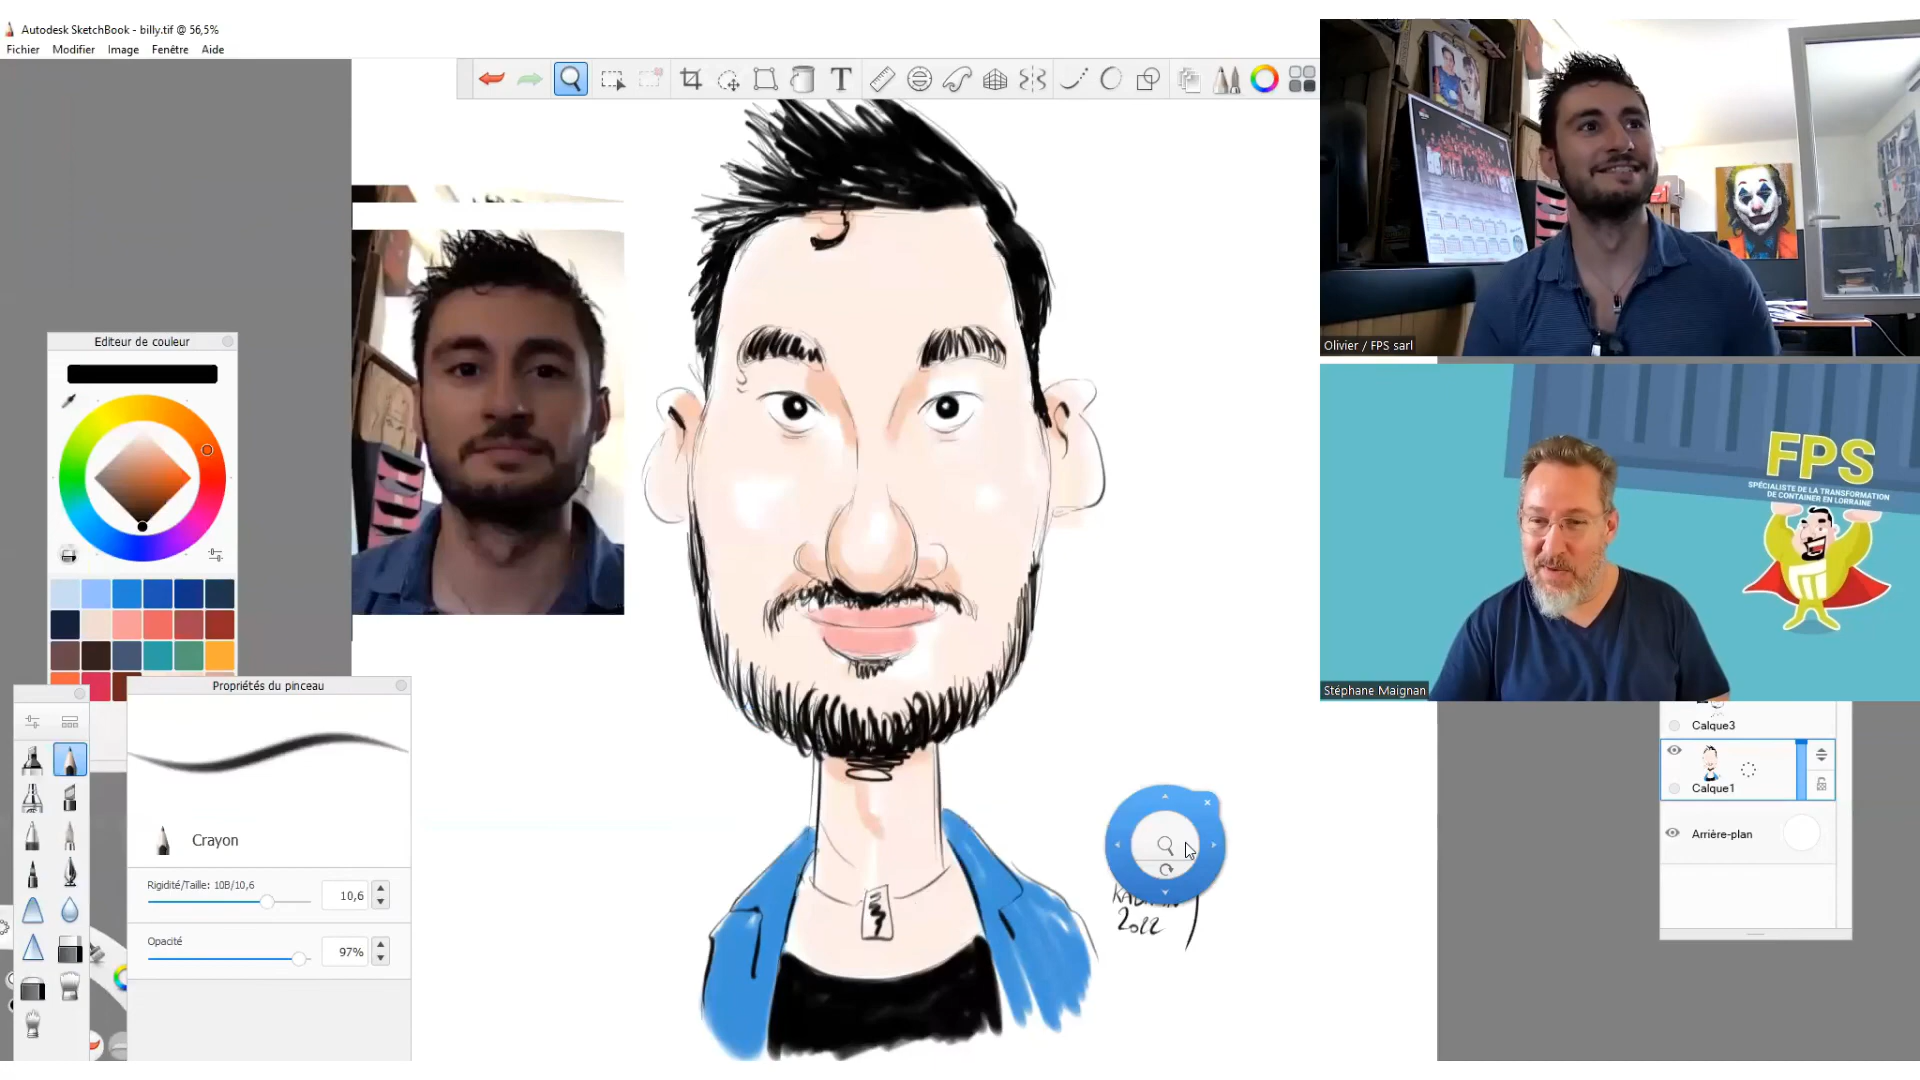 Autodesk SketchBook - billy.tif @ 56,5%
Fichier Modifier Image Fenêtre Aide
T
Olivier / FPS sarl
Editeur de couleur
FPS
SPÉCIALISTE DE LA TRANSFORMATION
DE CONTAINER EN LORRAINE
Stéphane Maignan
Propriétés du pinceau
Crayon
Rigidité/Taille: 10B/10,6
10,6
Opacité
97%
2022
Calque3
Calque1
Arrière-plan